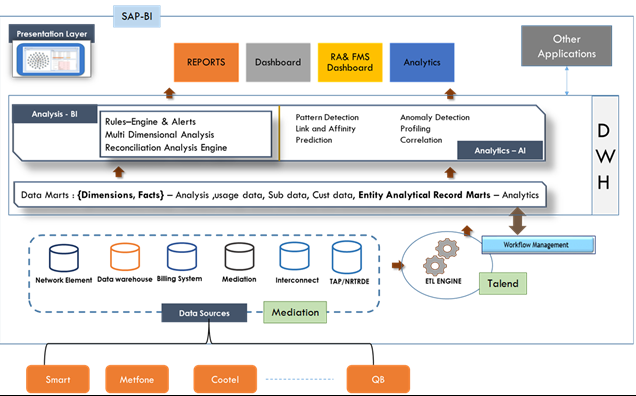 SAP-BI
Presentation Layer
REPORTS
Dashboard
RA& FMS
Dashboard
Analytics
Other
Applications
Analysis - BI
Rules–Engine & Alerts
Multi Dimensional Analysis
Reconciliation Analysis Engine
Pattern Detection
Link and Affinity
Prediction
Anomaly Detection
Profiling
Correlation
Analytics – AI
D
W
H
Data Marts : {Dimensions, Facts} – Analysis ,usage data, Sub data, Cust data, Entity Analytical Record Marts – Analytics
Network Element
Data warehouse
Billing System
Mediation
Interconnect
TAP/NRTRDE
ETL ENGINE
Workflow Management
Talend
Data Sources
Mediation
Smart
Metfone
Cootel
QB